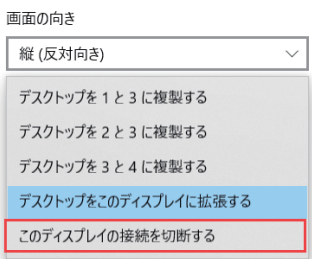 画面の向き
縦 (反対向き)
デスクトップを 1 と 3 に複製する
デスクトップを 2 と 3 に複製する
デスクトップを 3 と 4 に複製する
デスクトップをこのディスプレイに拡張する
このディスプレイの接続を切断する